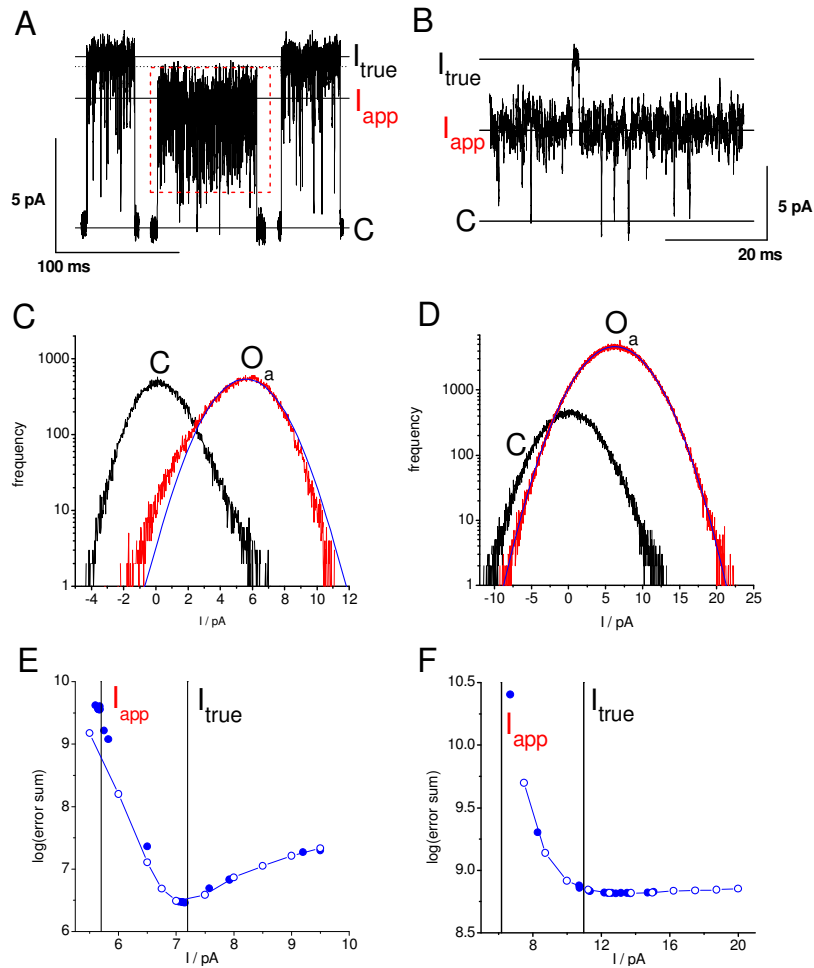 A
I true
I app
C
5 pA
100 ms
B
I true
I app
C
5 pA
20 ms
C
C
O a
frequency
1000
100
10
1
-4 -2 0 2 4 6 8 10 12
I / pA
D
O a
C
frequency
1000
100
10
1
-10 -5 0 5 10 15 20 25
I / pA
E
I app
I true
log(error sum)
10
9
8
7
6
6 7 8 9 10
I / pA
F
I app
I true
log(error sum)
10.5
10.0
9.5
9.0
8.5
8 12 16 20
I / pA